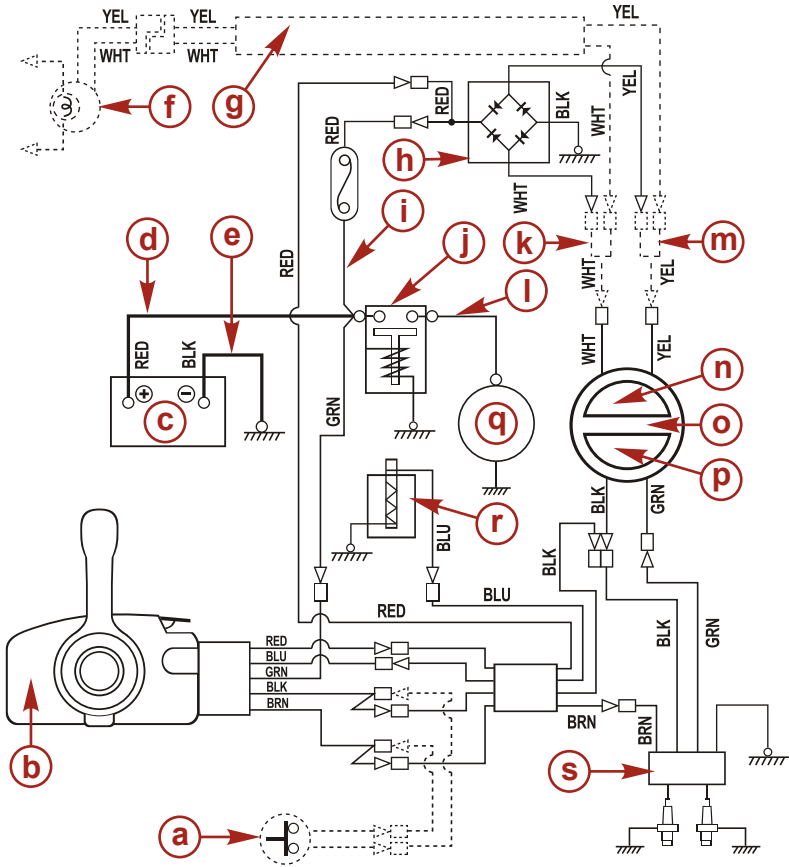 YEL YEL YEL
WHT WHT
f g
RED
RED
BLK
YEL
WHT
h
WHT
i
d e j k m
RED
WHT
YEL
l
RED
BLK
+ −
c
WHT
YEL
n
GRN
o
q
p
r
BLU
BLK
GRN
BLK
BLU
RED
BLK
GRN
RED
BLU
GRN
BLK
BRN
BRN
BRN
b
s
a